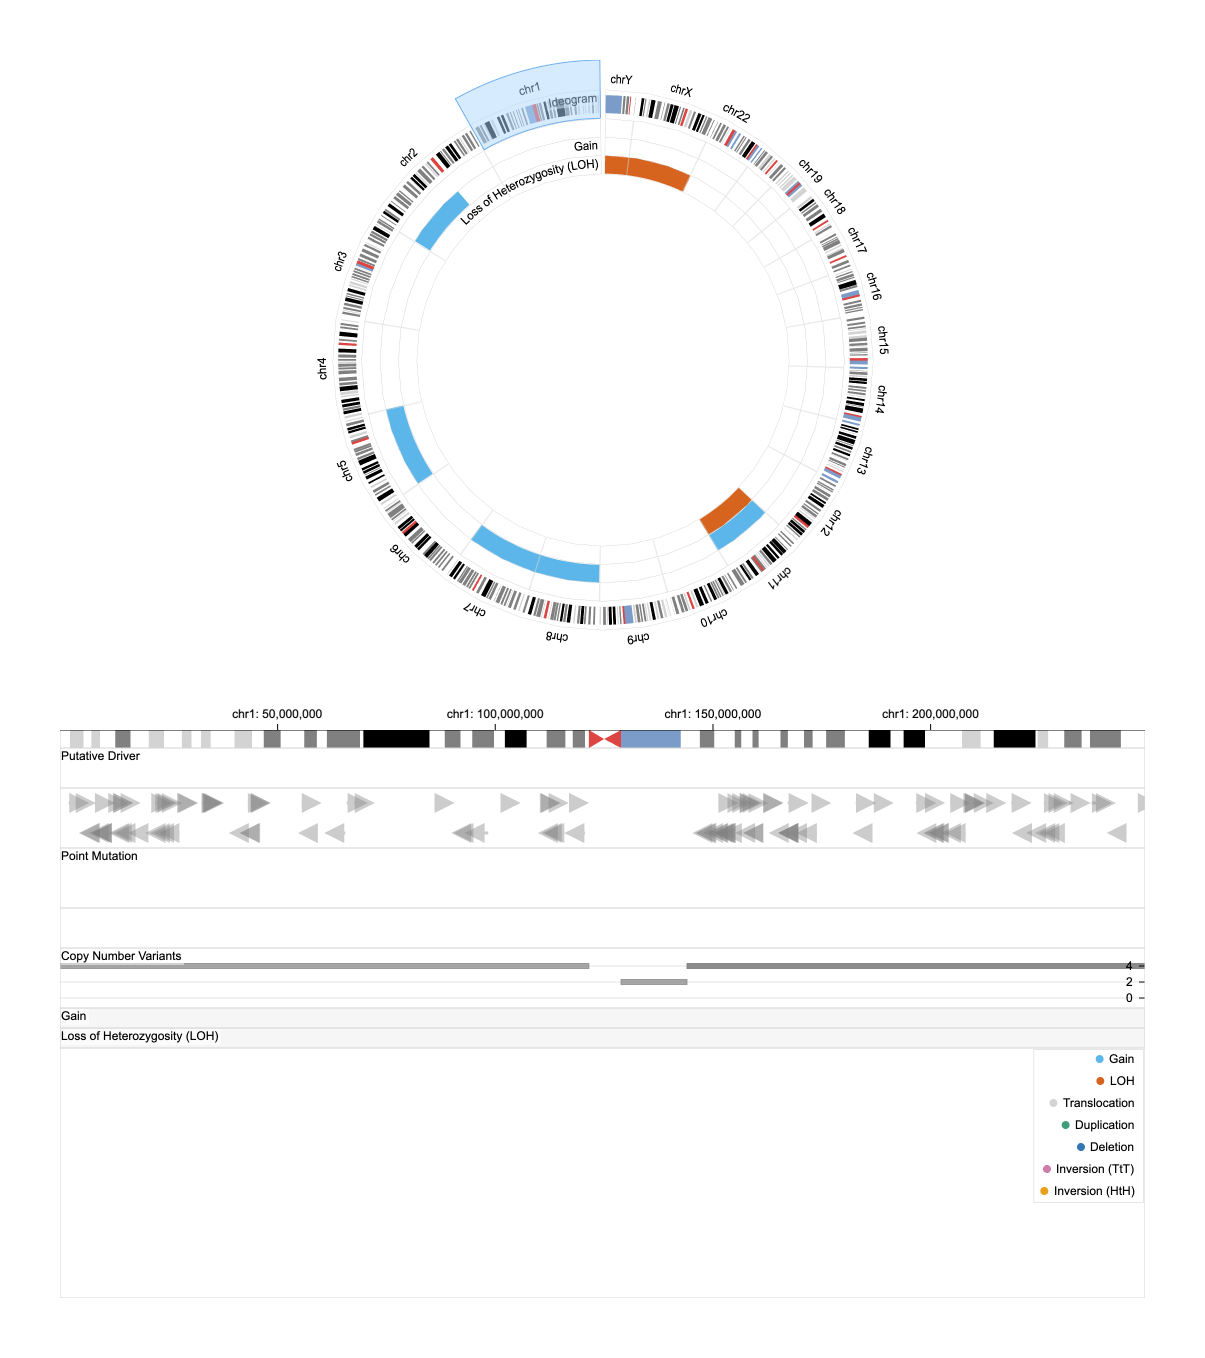 chr1
Ideogram
Gain
Loss of Heterozygosity (LOH)
chrY
chrX
chr22
chr19
chr18
chr17
chr16
chr15
chr14
chr13
chr12
chr11
chr10
chr9
chr8
chr7
chr6
chr5
chr4
chr3
chr2
chr1: 50,000,000 chr1: 100,000,000 chr1: 150,000,000 chr1: 200,000,000
Putative Driver
Point Mutation
Copy Number Variants
4
2
0
Gain
Loss of Heterozygosity (LOH)
Gain
LOH
Translocation
Duplication
Deletion
Inversion (TtT)
Inversion (HtH)